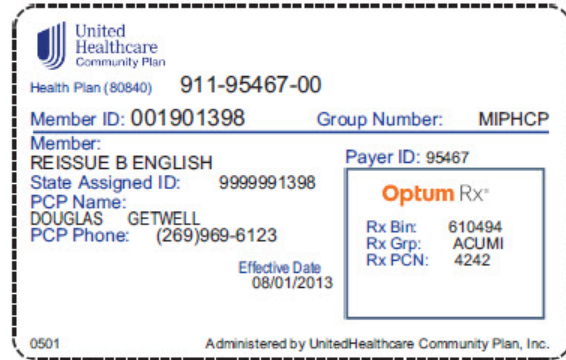 United
Healthcare
Community Plan
Health Plan (80840) 911-95467-00
Member ID: 001901398 Group Number: MIPHCP
Member:
REISSUE B ENGLISH
State Assigned ID: 9999991398
PCP Name:
DOUGLAS GETWELL
PCP Phone: (269)969-6123
Effective Date
08/01/2013
Payer ID: 95467
Optum Rx®
Rx Bin: 610494
Rx Grp: ACUMI
Rx PCN: 4242
0501 Administered by UnitedHealthcare Community Plan, Inc.